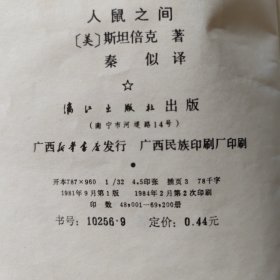 人鼠之间
〔美〕斯坦倍克 著
秦似译
☆
漓江出版社出版
(南宁市河堤路14号)
广西新华书店发行 广西民族印刷厂印刷
开本787×960 1/32 4.5印张 插页3 78千字
1981年9月第1版 1984年2月第2次印刷
印数 48,001—69,200册
书号:10256·9 定价:0.44元